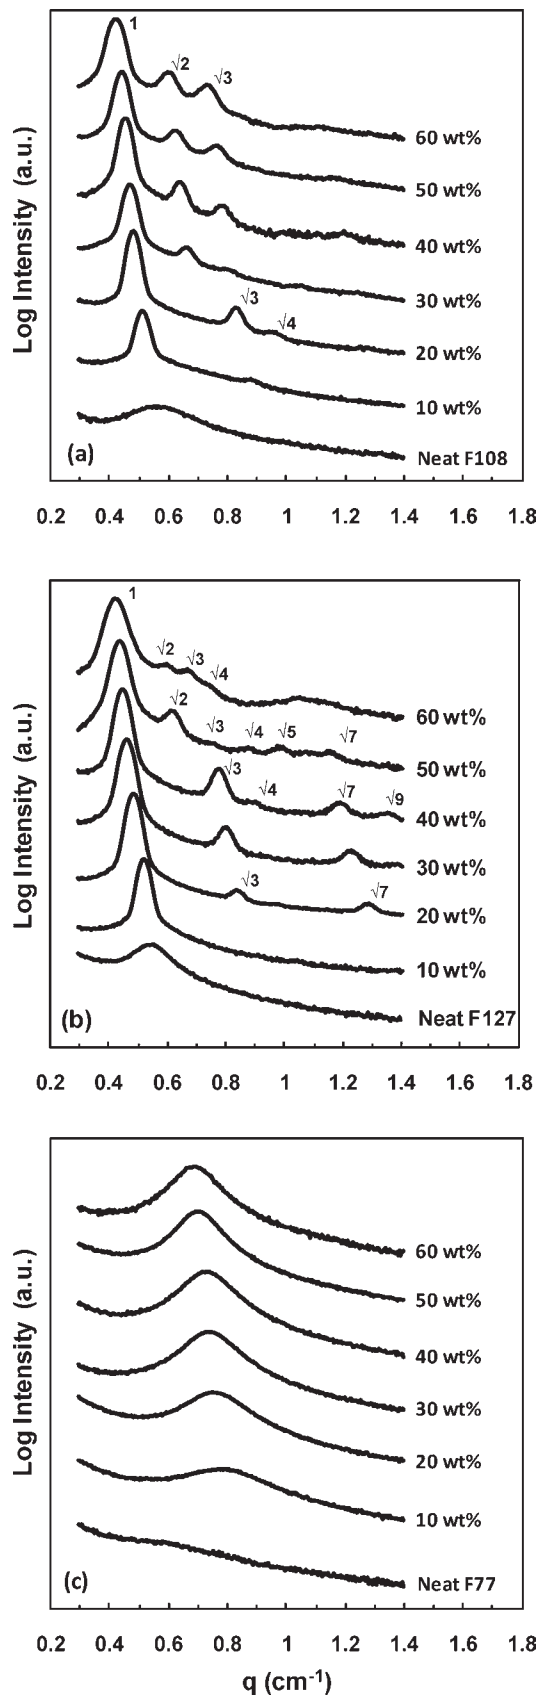 1
√2
√3
60 wt%
50 wt%
40 wt%
30 wt%
√3
√4
20 wt%
10 wt%
Neat F108
(a)
Log Intensity (a.u.)
0.2 0.4 0.6 0.8 1 1.2 1.4 1.6 1.8
1
√2 √3 √4
60 wt%
√2 √3 √4 √5 √7
50 wt%
√3 √4 √7 √9
40 wt%
30 wt%
√3 √7
20 wt%
10 wt%
Neat F127
(b)
Log Intensity (a.u.)
0.2 0.4 0.6 0.8 1 1.2 1.4 1.6 1.8
60 wt%
50 wt%
40 wt%
30 wt%
20 wt%
10 wt%
Neat F77
(c)
Log Intensity (a.u.)
0.2 0.4 0.6 0.8 1 1.2 1.4 1.6 1.8
q (cm⁻¹)